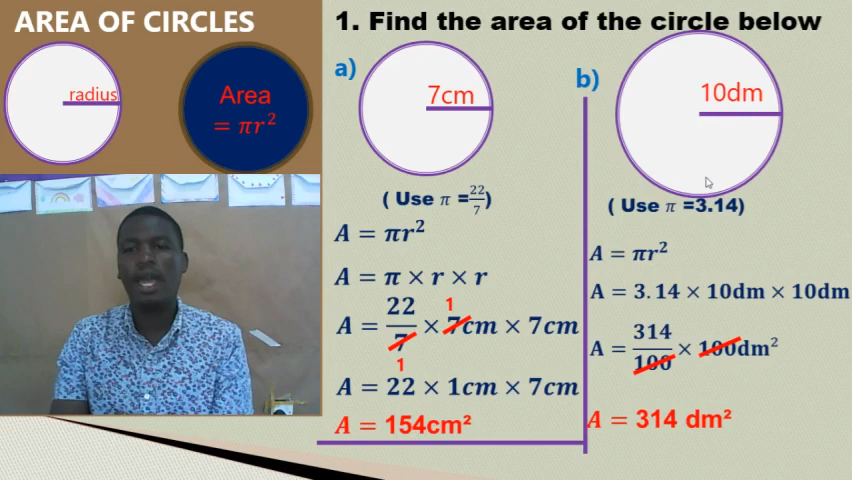 AREA OF CIRCLES
radius
Area
= πr²
1. Find the area of the circle below
a)
7cm
( Use π =22/7)
A = πr²
A = π × r × r
1
A = 22/7 × 7cm × 7cm
1
A = 22 × 1cm × 7cm
A = 154cm²
b)
10dm
( Use π =3.14)
A = πr²
A = 3.14 × 10dm × 10dm
A = 314/100 × 100dm²
A = 314 dm²